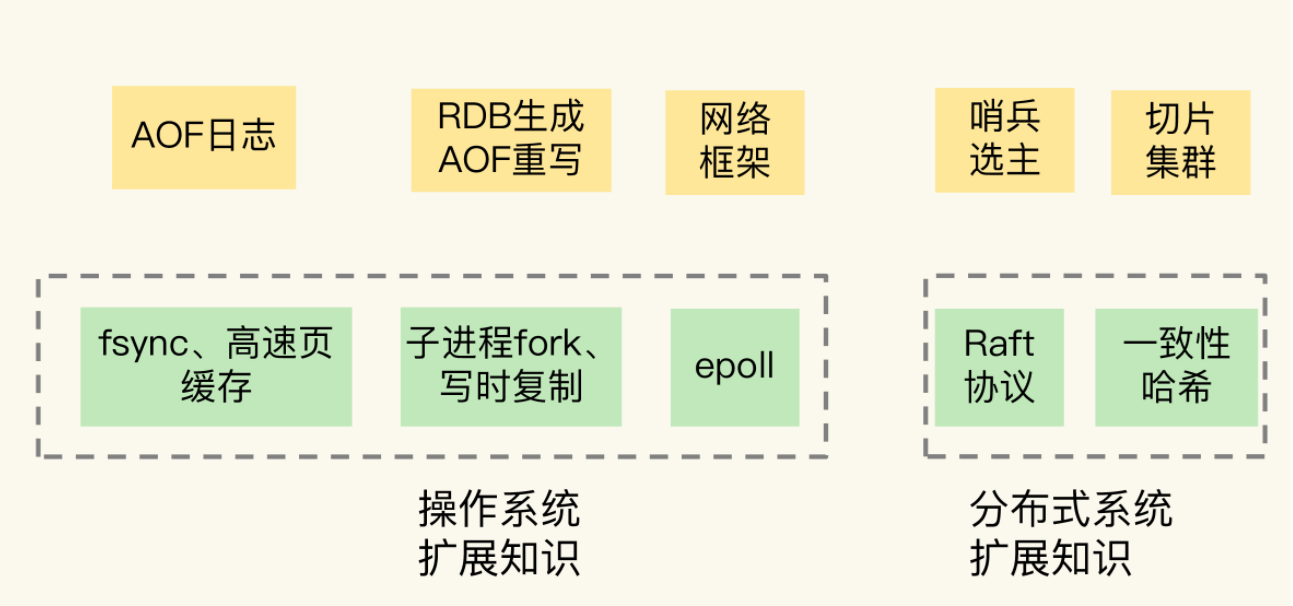 AOF日志
RDB生成
AOF重写
网络
框架
哨兵
选主
切片
集群
fsync、高速页
缓存
子进程fork、
写时复制
epoll
Raft
协议
一致性
哈希
操作系统
扩展知识
分布式系统
扩展知识